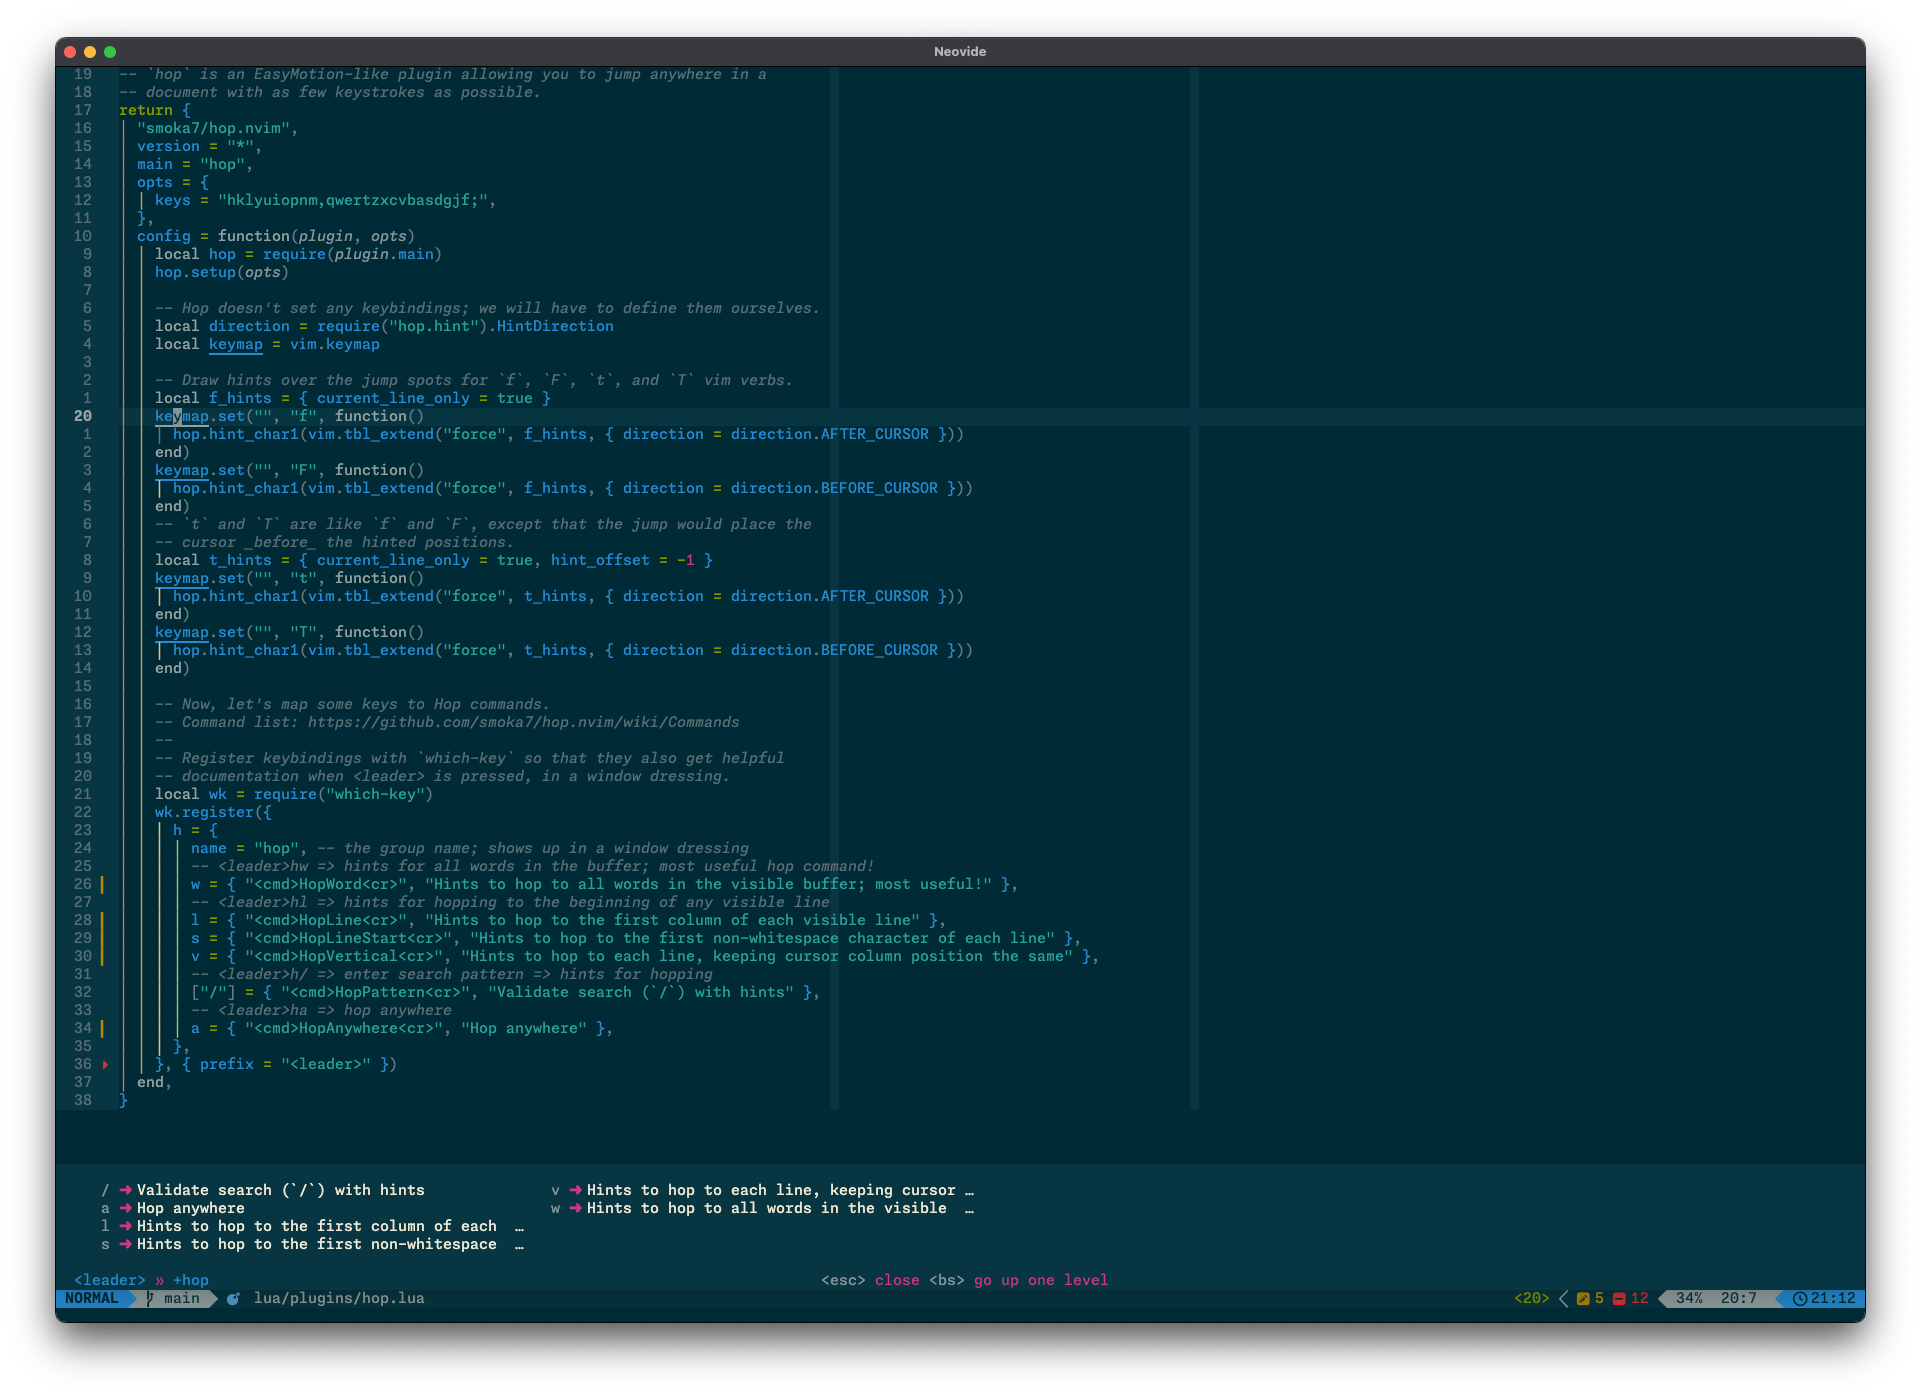 Neovide
19 -- `hop` is an EasyMotion-like plugin allowing you to jump anywhere in a
18 -- document with as few keystrokes as possible.
17 return {
16 "smoka7/hop.nvim",
15 version = "*",
14 main = "hop",
13 opts = {
12 keys = "hklyuiopnm,qwertzxcvbasdgjf;",
11 },
10 config = function(plugin, opts)
9 local hop = require(plugin.main)
8 hop.setup(opts)
7
6 -- Hop doesn't set any keybindings; we will have to define them ourselves.
5 local direction = require("hop.hint").HintDirection
4 local keymap = vim.keymap
3
2 -- Draw hints over the jump spots for `f`, `F`, `t`, and `T` vim verbs.
1 local f_hints = { current_line_only = true }
20 keymap.set("", "f", function()
1 hop.hint_char1(vim.tbl_extend("force", f_hints, { direction = direction.AFTER_CURSOR }))
2 end)
3 keymap.set("", "F", function()
4 hop.hint_char1(vim.tbl_extend("force", f_hints, { direction = direction.BEFORE_CURSOR }))
5 end)
6 -- `t` and `T` are like `f` and `F`, except that the jump would place the
7 -- cursor _before_ the hinted positions.
8 local t_hints = { current_line_only = true, hint_offset = -1 }
9 keymap.set("", "t", function()
10 hop.hint_char1(vim.tbl_extend("force", t_hints, { direction = direction.AFTER_CURSOR }))
11 end)
12 keymap.set("", "T", function()
13 hop.hint_char1(vim.tbl_extend("force", t_hints, { direction = direction.BEFORE_CURSOR }))
14 end)
15
16 -- Now, let's map some keys to Hop commands.
17 -- Command list: https://github.com/smoka7/hop.nvim/wiki/Commands
18 --
19 -- Register keybindings with `which-key` so that they also get helpful
20 -- documentation when <leader> is pressed, in a window dressing.
21 local wk = require("which-key")
22 wk.register({
23 h = {
24 name = "hop", -- the group name; shows up in a window dressing
25 -- <leader>hw => hints for all words in the buffer; most useful hop command!
26 w = { "<cmd>HopWord<cr>", "Hints to hop to all words in the visible buffer; most useful!" },
27 -- <leader>hl => hints for hopping to the beginning of any visible line
28 l = { "<cmd>HopLine<cr>", "Hints to hop to the first column of each visible line" },
29 s = { "<cmd>HopLineStart<cr>", "Hints to hop to the first non-whitespace character of each line" },
30 v = { "<cmd>HopVertical<cr>", "Hints to hop to each line, keeping cursor column position the same" },
31 -- <leader>h/ => enter search pattern => hints for hopping
32 ["/"] = { "<cmd>HopPattern<cr>", "Validate search (`/`) with hints" },
33 -- <leader>ha => hop anywhere
34 a = { "<cmd>HopAnywhere<cr>", "Hop anywhere" },
35 },
36 }, { prefix = "<leader>" })
37 end,
38 }
/ ➜ Validate search (`/`) with hints v ➜ Hints to hop to each line, keeping cursor …
a ➜ Hop anywhere w ➜ Hints to hop to all words in the visible …
l ➜ Hints to hop to the first column of each …
s ➜ Hints to hop to the first non-whitespace …
<leader> » +hop <esc> close <bs> go up one level
NORMAL main lua/plugins/hop.lua <20> 5 12 34% 20:7 21:12